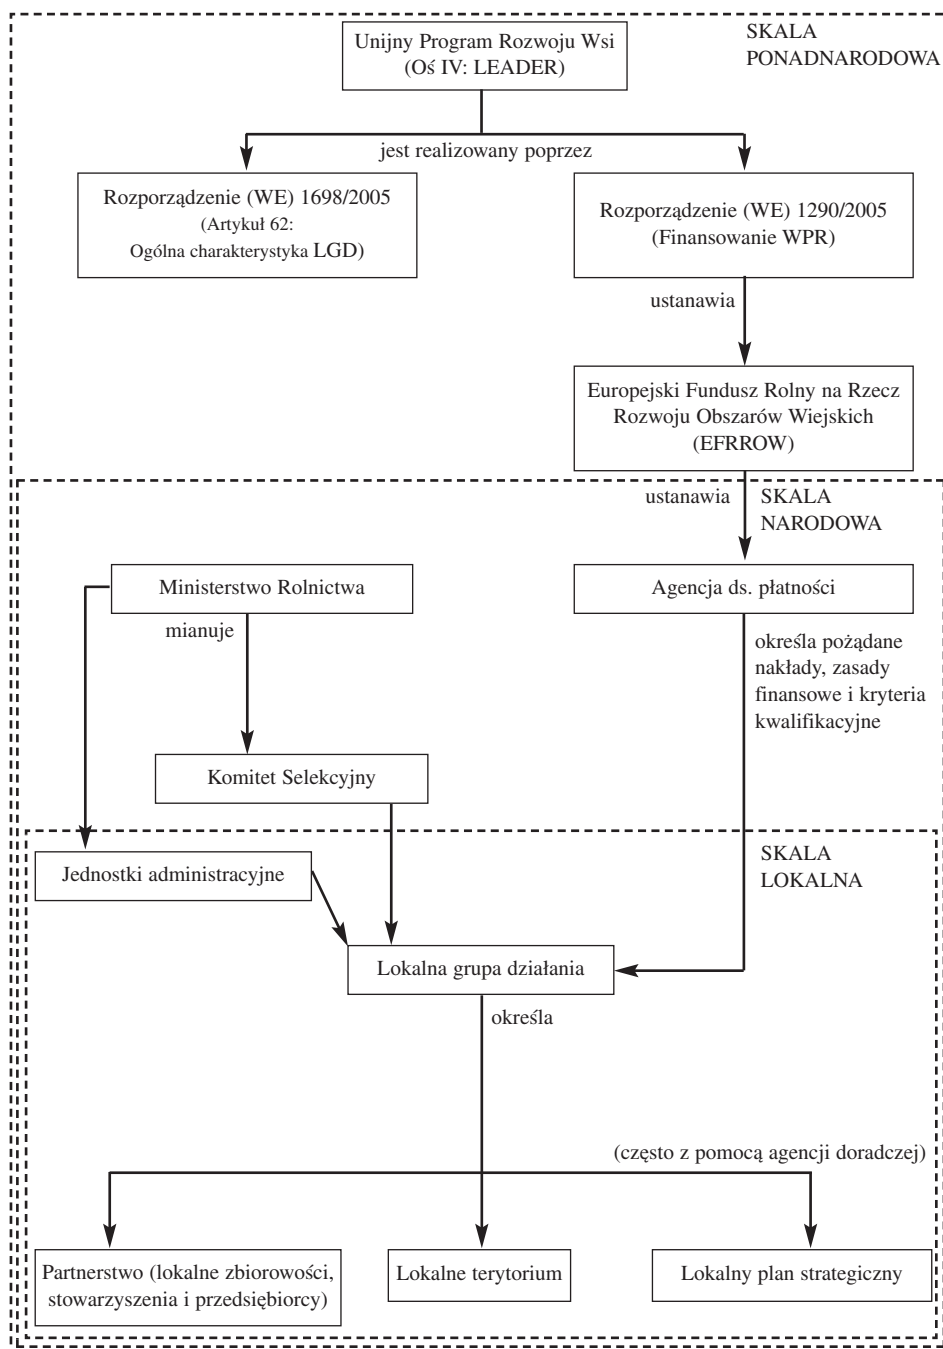 SKALA
PONADNARODOWA
Unijny Program Rozwoju Wsi
(Oś IV: LEADER)
jest realizowany poprzez
Rozporządzenie (WE) 1698/2005
(Artykuł 62:
Ogólna charakterystyka LGD)
Rozporządzenie (WE) 1290/2005
(Finansowanie WPR)
ustanawia
Europejski Fundusz Rolny na Rzecz
Rozwoju Obszarów Wiejskich
(EFRROW)
ustanawia
SKALA
NARODOWA
Ministerstwo Rolnictwa
Agencja ds. płatności
mianuje
określa pożądane
nakłady, zasady
finansowe i kryteria
kwalifikacyjne
Komitet Selekcyjny
SKALA
LOKALNA
Jednostki administracyjne
Lokalna grupa działania
określa
(często z pomocą agencji doradczej)
Partnerstwo (lokalne zbiorowości,
stowarzyszenia i przedsiębiorcy)
Lokalne terytorium
Lokalny plan strategiczny